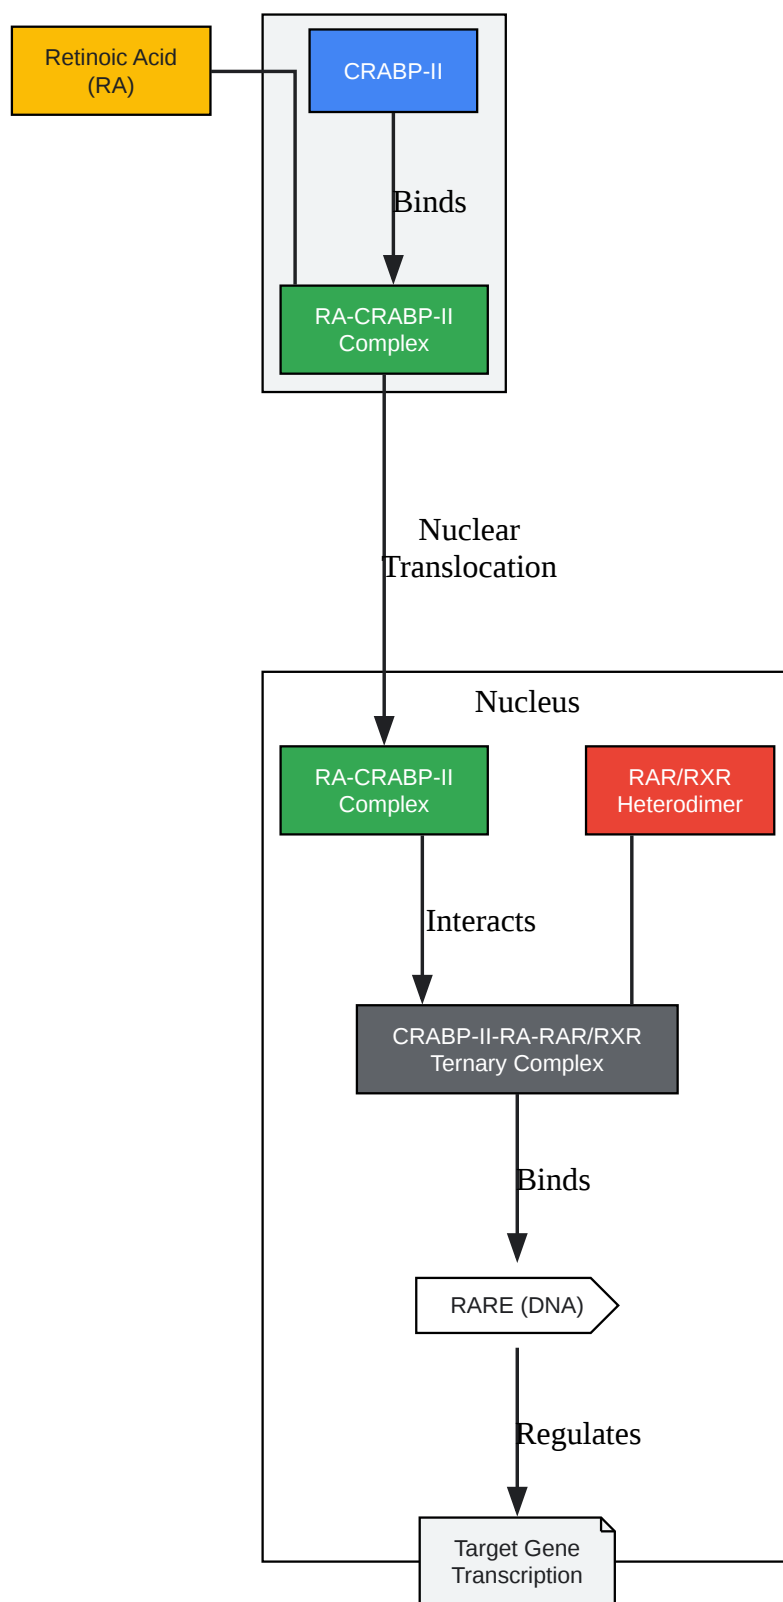 Retinoic Acid
(RA)
CRABP-II
Binds
RA-CRABP-II
Complex
Nuclear
Translocation
Nucleus
RA-CRABP-II
Complex
RAR/RXR
Heterodimer
Interacts
CRABP-II-RA-RAR/RXR
Ternary Complex
Binds
RARE (DNA)
Regulates
Target Gene
Transcription